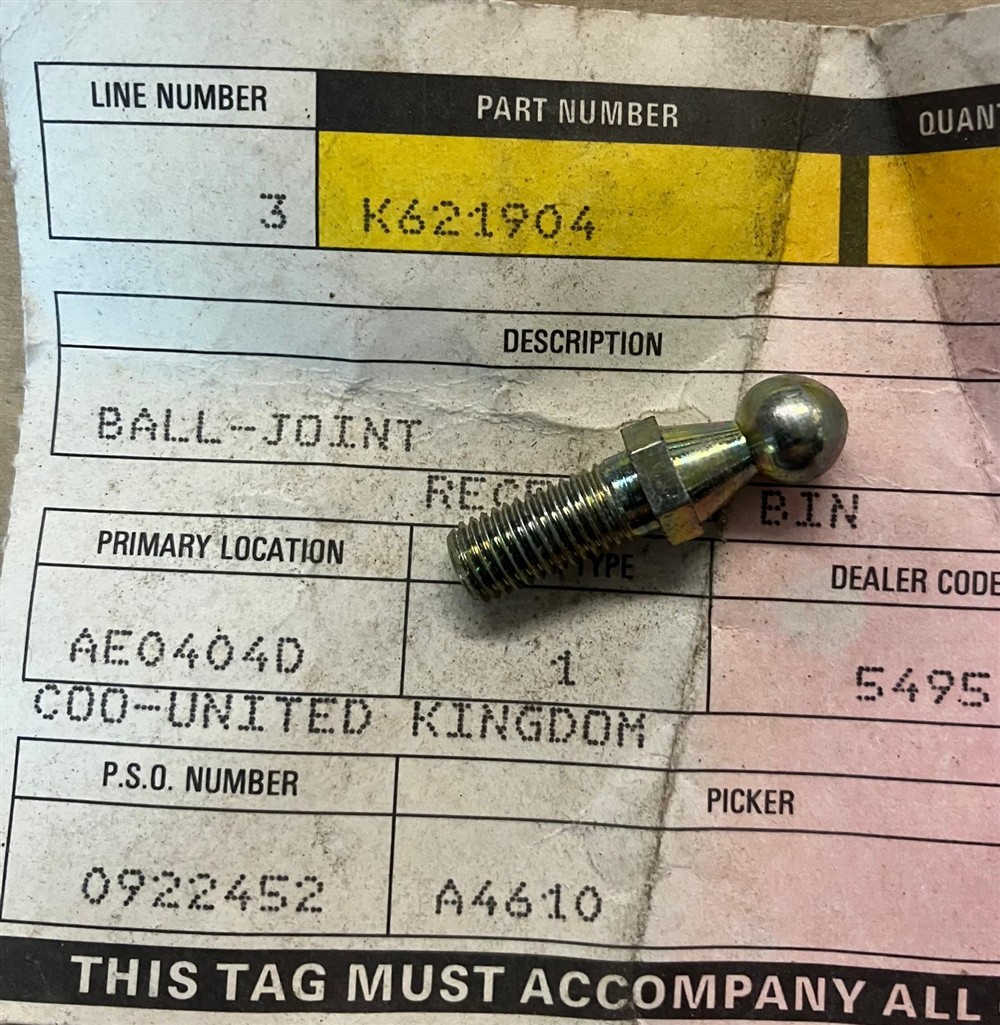 LINE NUMBER PART NUMBER QUAN
3 K621904
DESCRIPTION
BALL-JOINT
BIN
PRIMARY LOCATION TYPE DEALER CODE
AE0404D 1 5495
COO-UNITED KINGDOM
P.S.O. NUMBER PICKER
0922452 A4610
THIS TAG MUST ACCOMPANY ALL